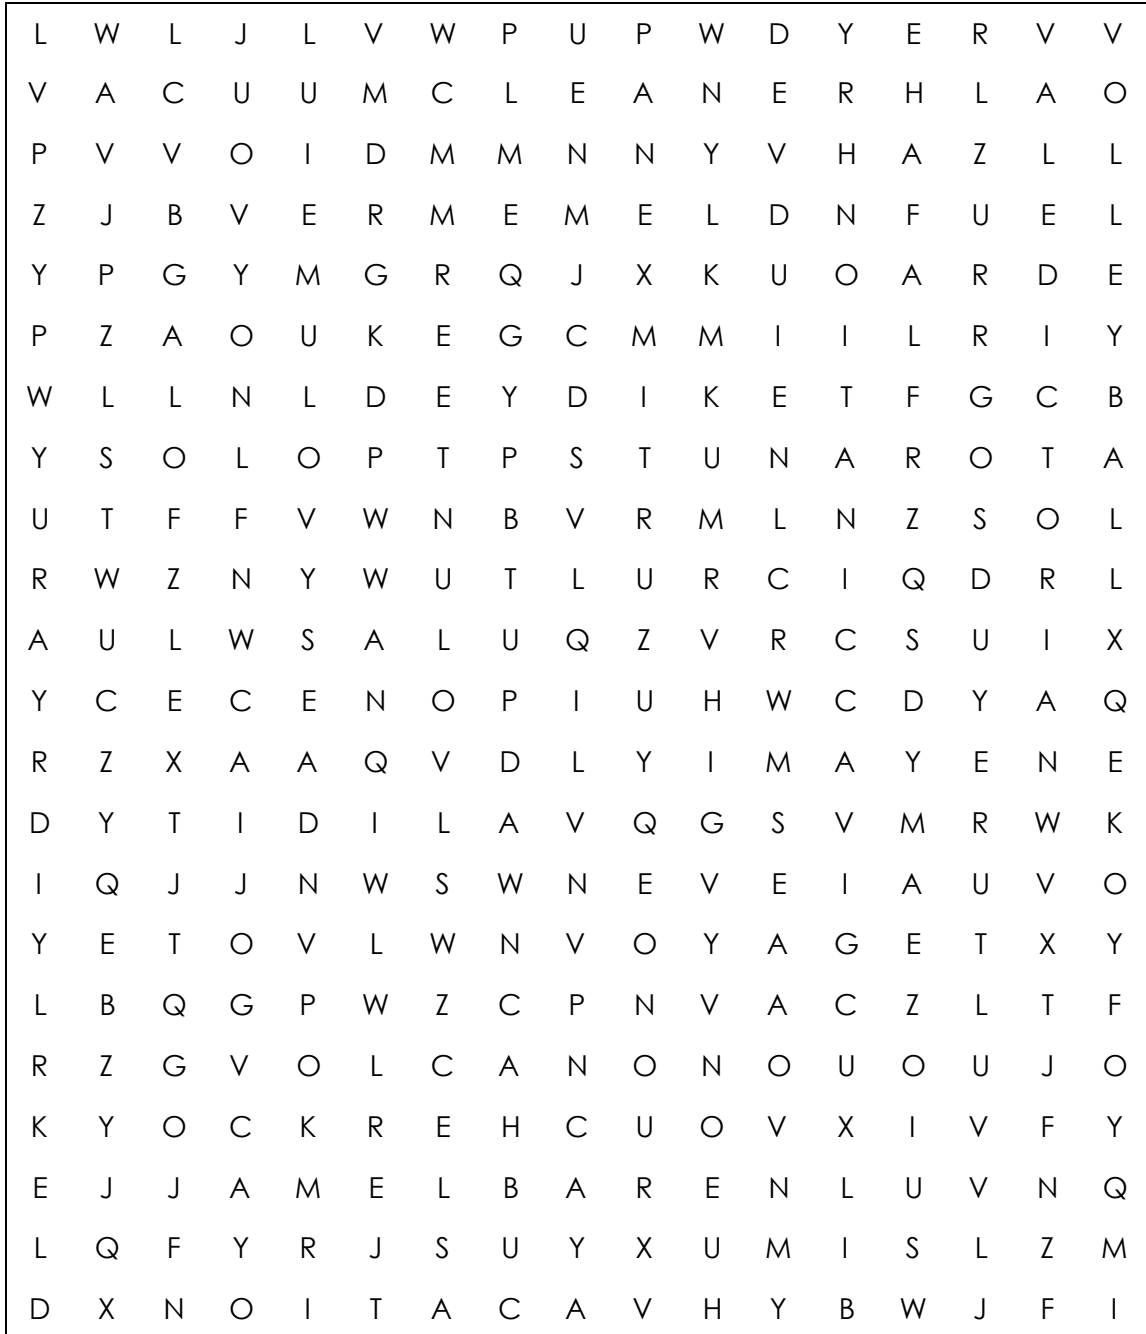 L W L J L V W P U P W D Y E R V V
V A C U U M C L E A N E R H L A O
P V V O I D M M N N Y V H A Z L L
Z J B V E R M E M E L D N F U E L
Y P G Y M G R Q J X K U O A R D E
P Z A O U K E G C M M I I L R I Y
W L L N L D E Y D I K E T F G C B
Y S O L O P T P S T U N A R O T A
U T F F V W N B V R M L N Z S O L
R W Z N Y W U T L U R C I Q D R L
A U L W S A L U Q Z V R C S U I X
Y C E C E N O P I U H W C D Y A Q
R Z X A A Q V D L Y I M A Y E N E
D Y T I D I L A V Q G S V M R W K
I Q J J N W S W N E V E I A U V O
Y E T O V L W N V O Y A G E T X Y
L B Q G P W Z C P N V A C Z L T F
R Z G V O L C A N O N O U O U J O
K Y O C K R E H C U O V X I V F Y
E J J A M E L B A R E N L U V N Q
L Q F Y R J S U Y X U M I S L Z M
D X N O I T A C A V H Y B W J F I